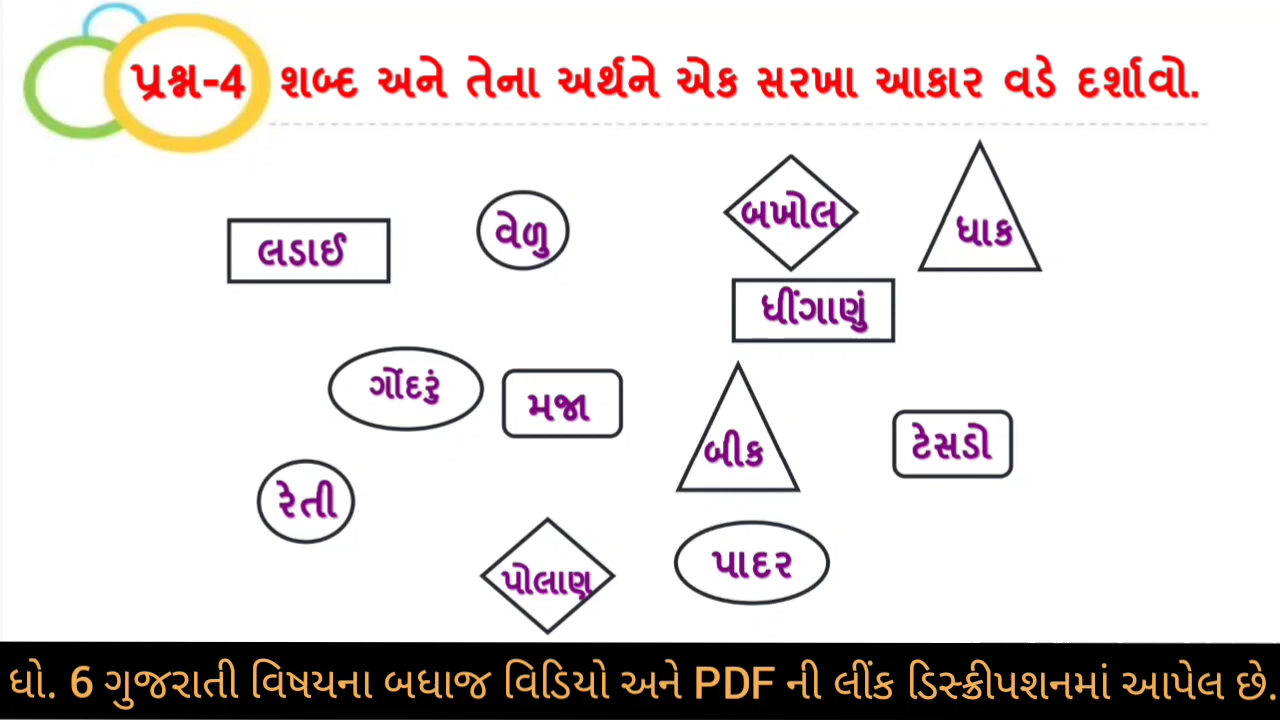 પ્રશ્ન-4 શબ્દ અને તેના અર્થને એક સરખા આકાર વડે દર્શાવો.
લડાઈ
વેળુ
બખોલ
ધાક
ધીંગાણું
ગોંદરું
મજા
બીક
ટેસડો
રેતી
પોલાણ
પાદર
ધો. 6 ગુજરાતી વિષયના બધાજ વિડિયો અને PDF ની લીંક ડિસ્ક્રીપશનમાં આપેલ છે.